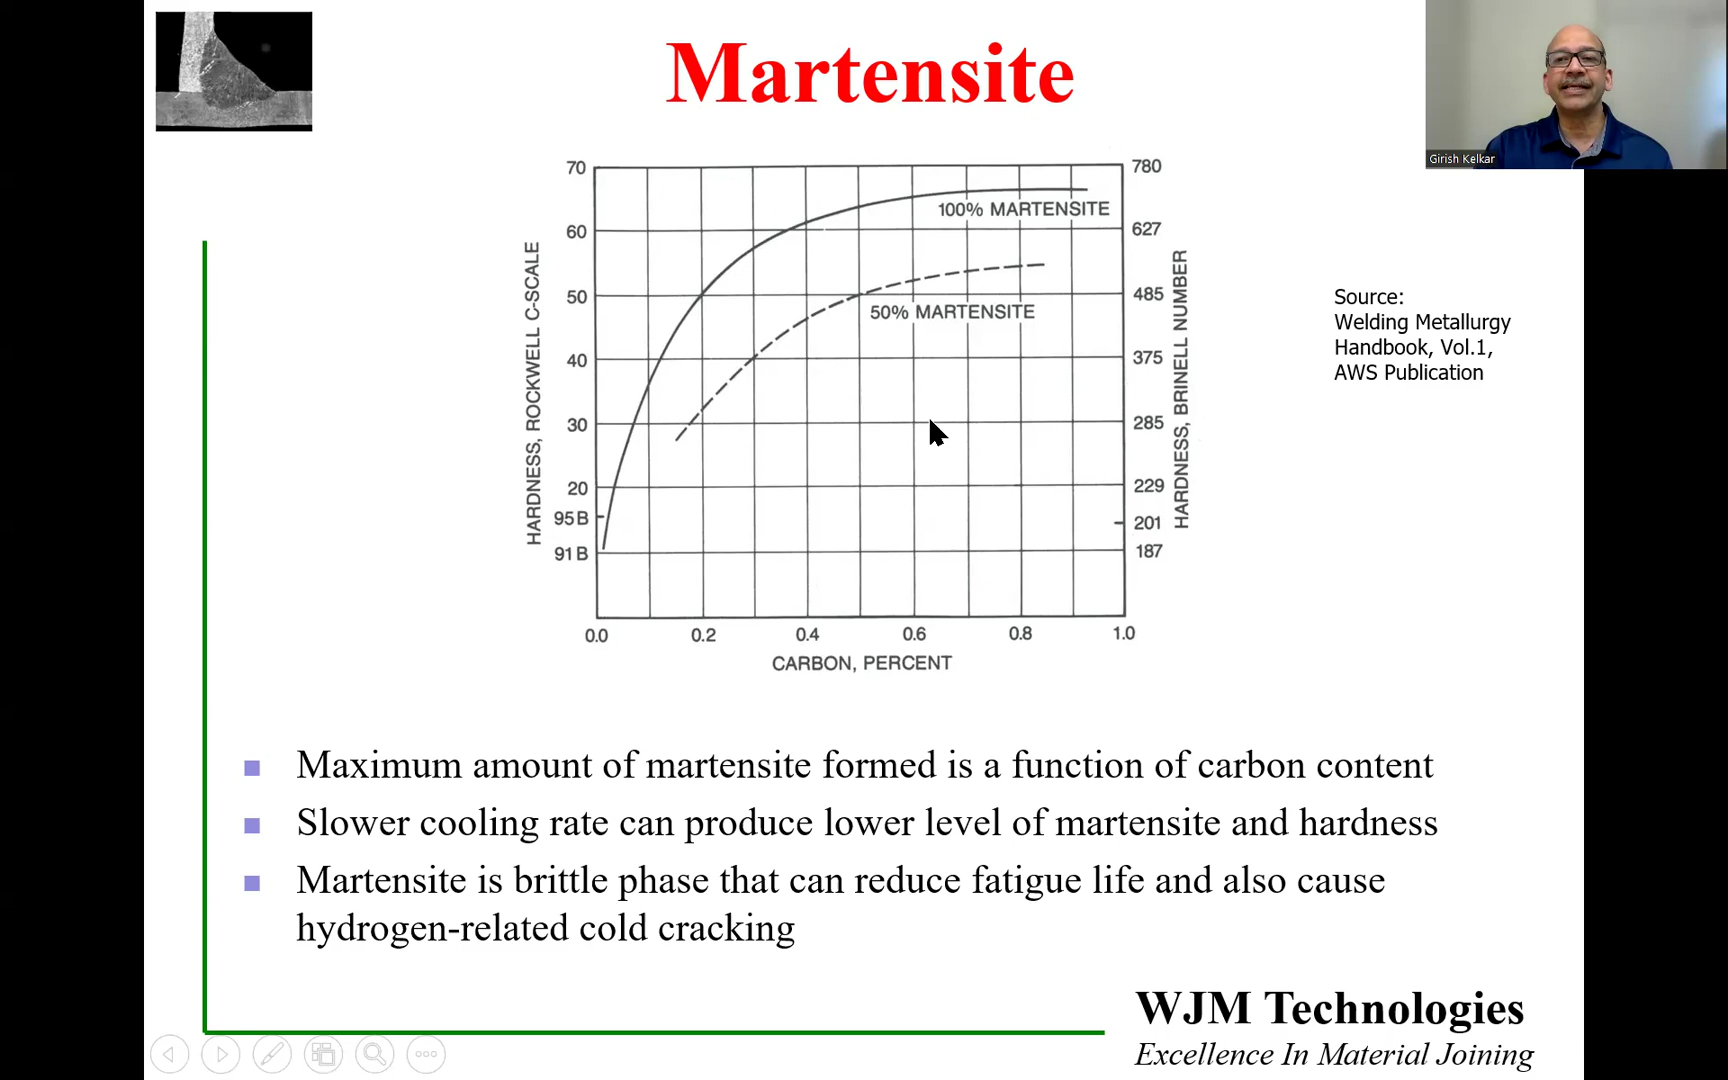 Martensite
Girish Kelkar
70
60
50
40
30
20
95 B
91 B
HARDNESS, ROCKWELL C-SCALE
780
627
485
375
285
229
201
187
HARDNESS, BRINELL NUMBER
100% MARTENSITE
50% MARTENSITE
0.0 0.2 0.4 0.6 0.8 1.0
CARBON, PERCENT
Source:
Welding Metallurgy
Handbook, Vol.1,
AWS Publication
Maximum amount of martensite formed is a function of carbon content
Slower cooling rate can produce lower level of martensite and hardness
Martensite is brittle phase that can reduce fatigue life and also cause
hydrogen-related cold cracking
WJM Technologies
Excellence In Material Joining